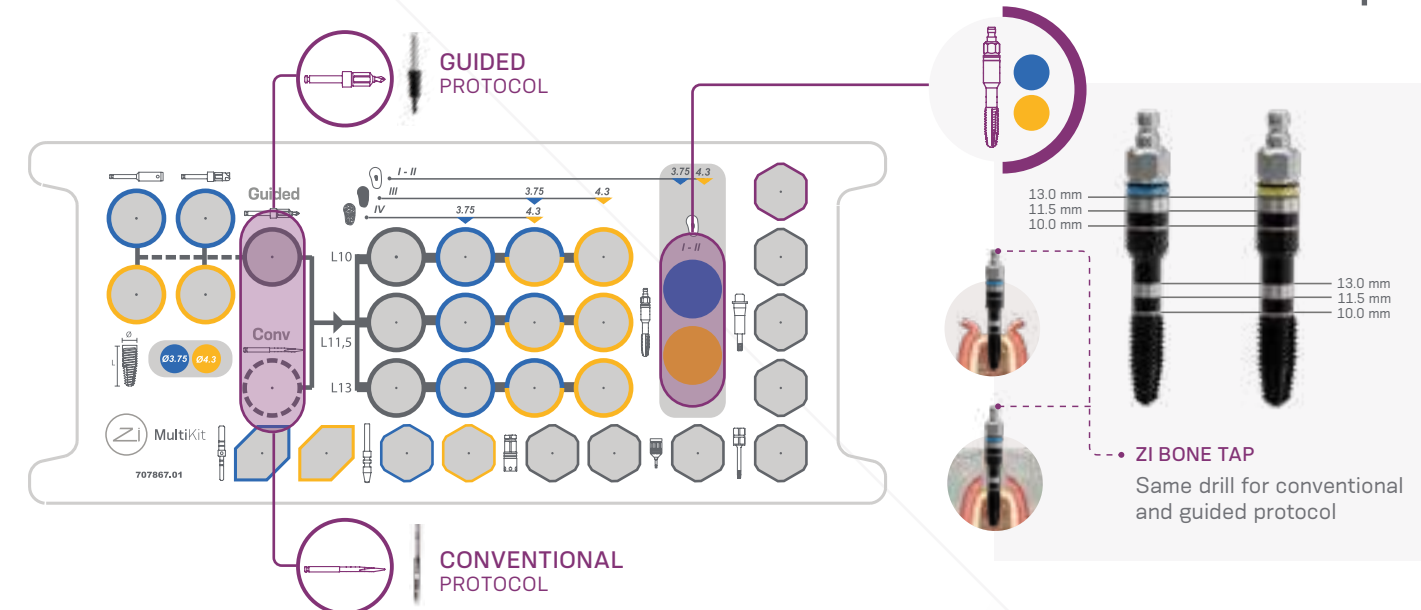 GUIDED
PROTOCOL
Guided
I - II
3.75 4.3
III
3.75
4.3
IV
3.75
4.3
I - II
L10
L11,5
L13
Conv
Ø
L
Ø3.75 Ø4.3
Zi MultiKit
707867.01
CONVENTIONAL
PROTOCOL
13.0 mm
11.5 mm
10.0 mm
13.0 mm
11.5 mm
10.0 mm
ZI BONE TAP
Same drill for conventional
and guided protocol